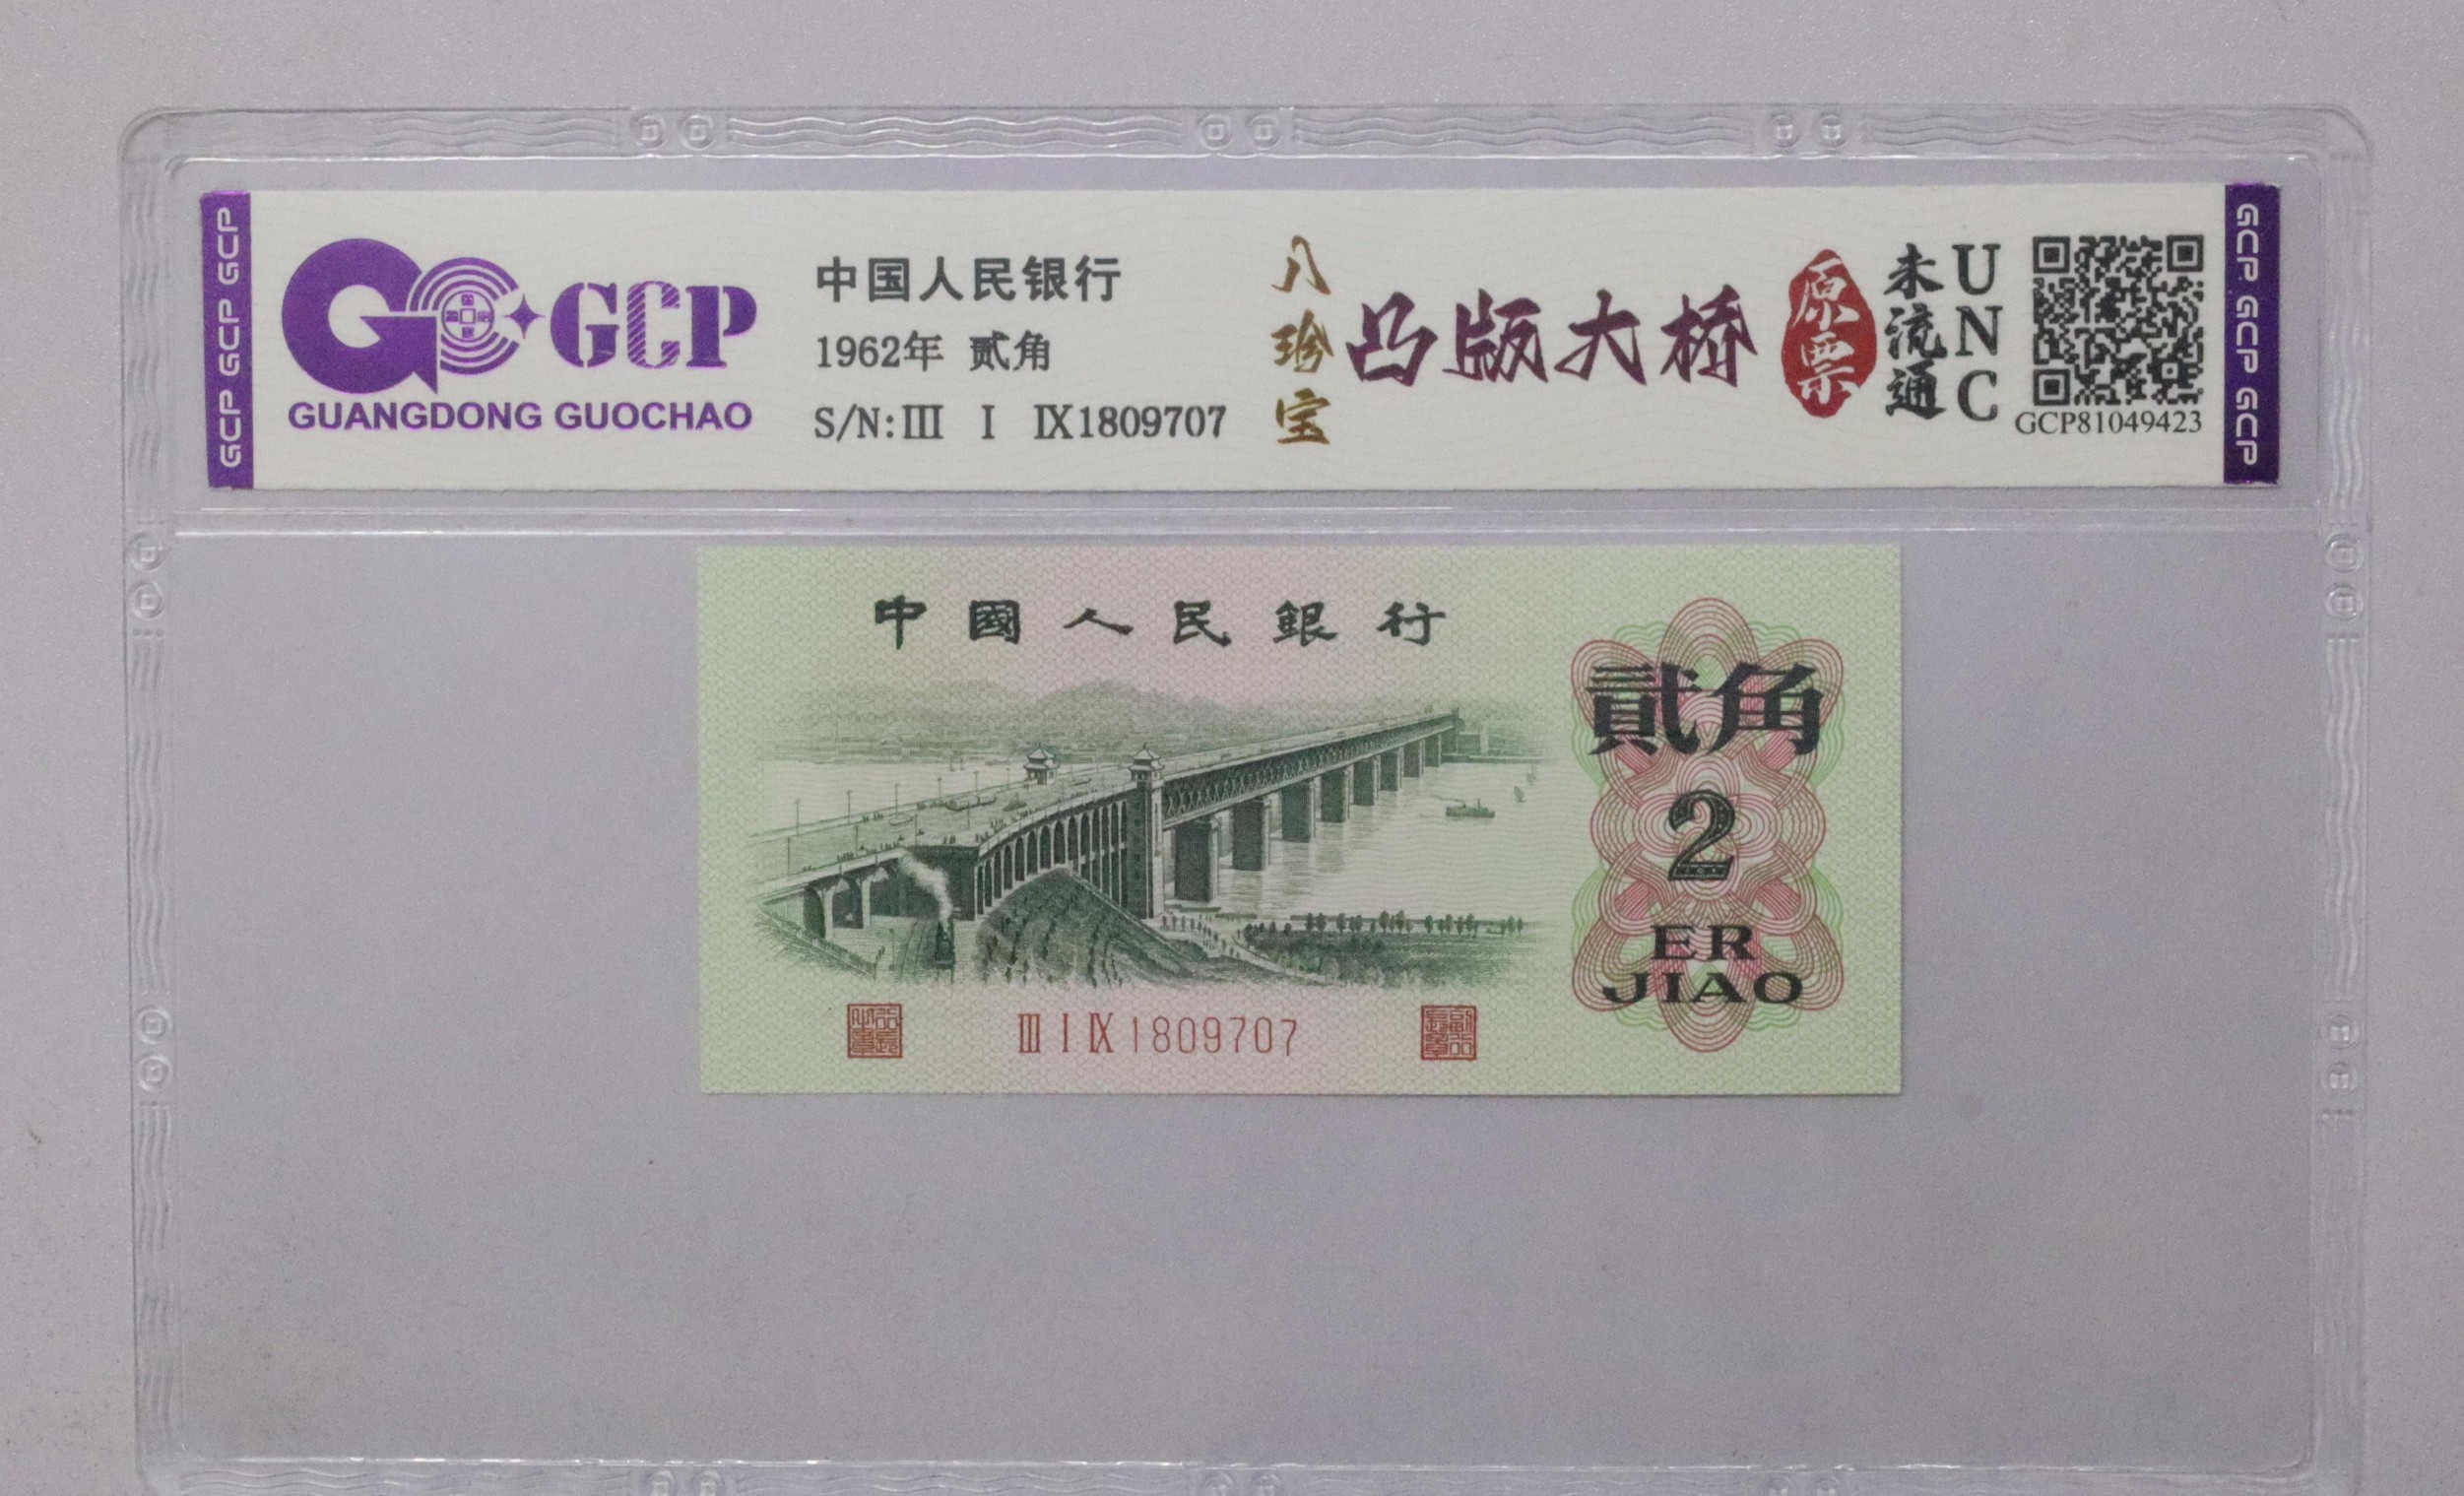 GCP GCP GCP
GCP
GUANGDONG GUOCHAO
中国人民银行
1962年 贰角
S/N:Ⅲ Ⅰ Ⅸ1809707
八珍宝
凸版大桥
原票
未流通
UNC
GCP81049423
GCP GCP GCP
中國人民銀行
貳角
2
ER
JIAO
Ⅲ Ⅰ Ⅸ 1809707